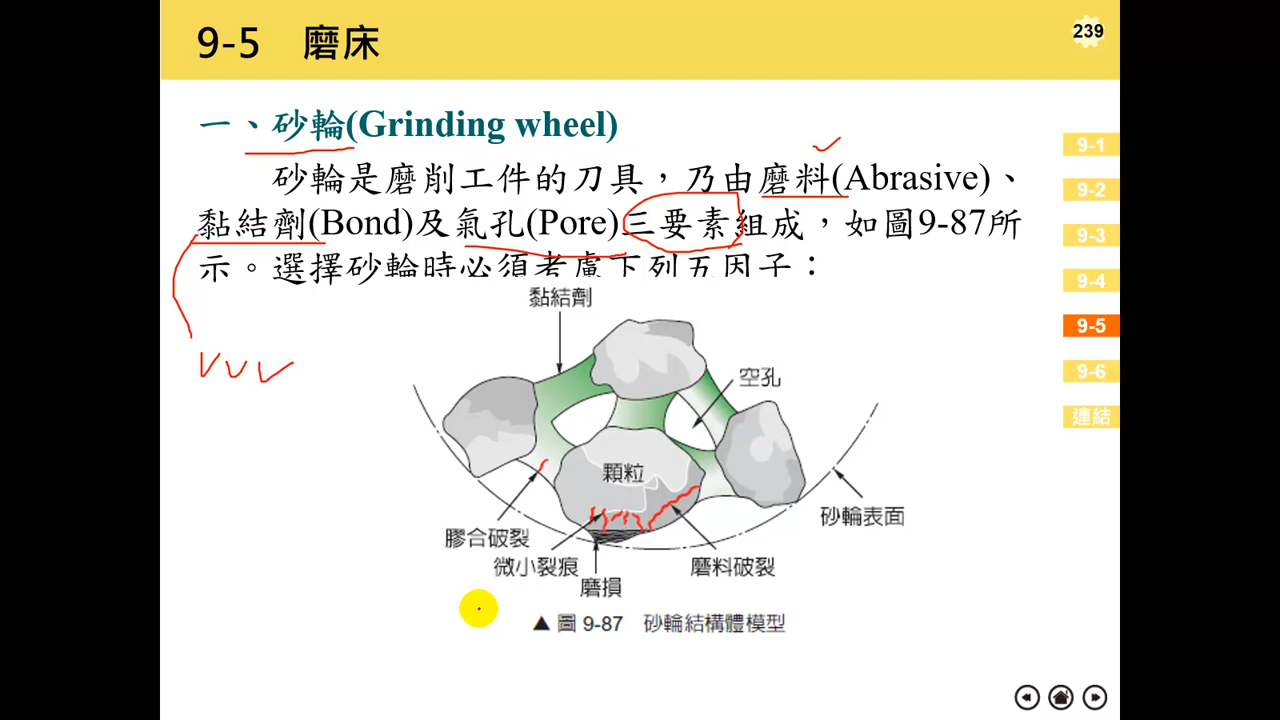 9-5 磨床
239
一、砂輪(Grinding wheel)
砂輪是磨削工件的刀具，乃由磨料(Abrasive)、
黏結劑(Bond)及氣孔(Pore)三要素組成，如圖9-87所
示。選擇砂輪時必須考慮下列五因子：
黏結劑
空孔
顆粒
砂輪表面
膠合破裂
微小裂痕
磨料破裂
磨損
▲ 圖 9-87 砂輪結構體模型
9-1
9-2
9-3
9-4
9-5
9-6
連結